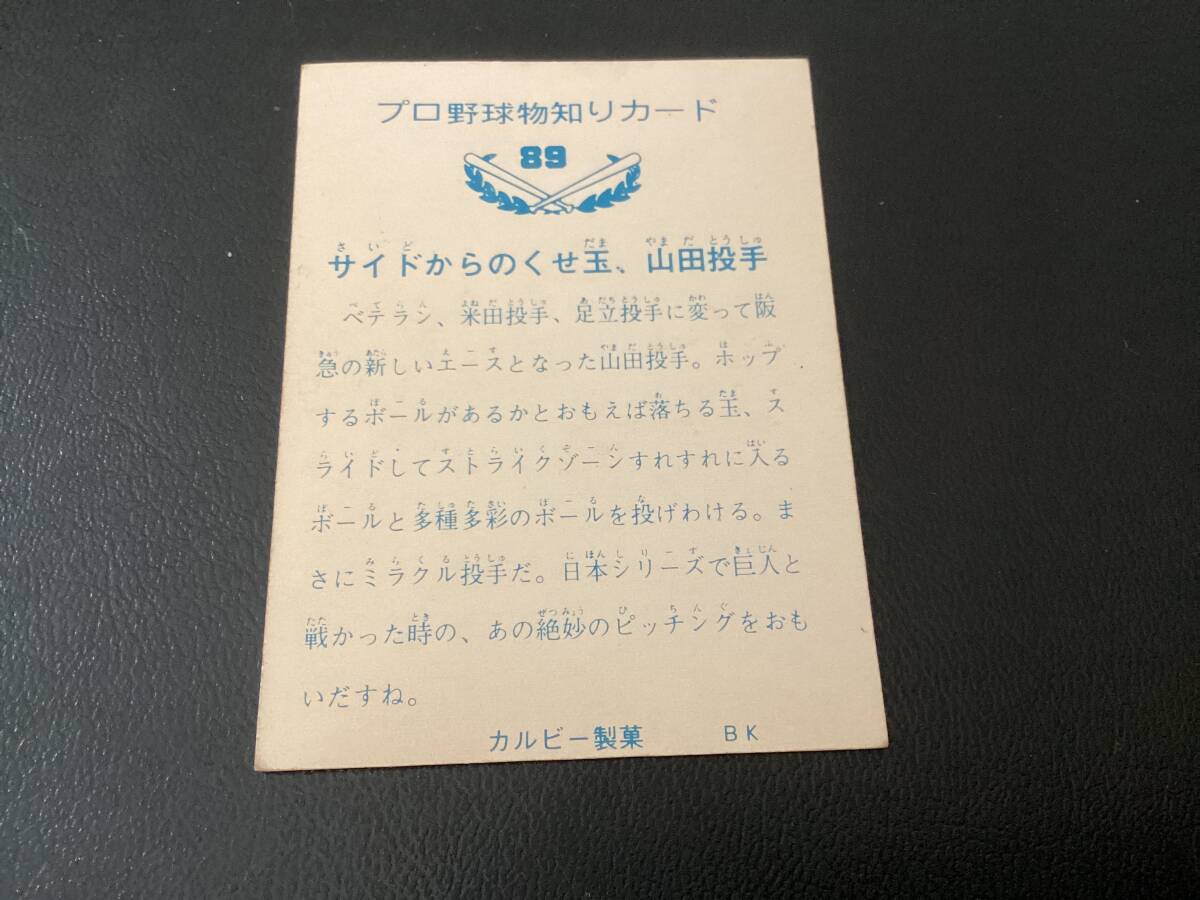 プロ野球物知りカード
89
サイドからのくせ玉、山田投手
ベテラン、米田投手、足立投手に変って阪
急の新しいエースとなった山田投手。ホップ
するボールがあるかとおもえば落ちる玉、ス
ライドしてストライクゾーンすれすれに入る
ボールと多種多彩のボールを投げわける。ま
さにミラクル投手だ。日本シリーズで巨人と
戦かった時の、あの絶妙のピッチングをおも
いだすね。
カルビー製菓 BK